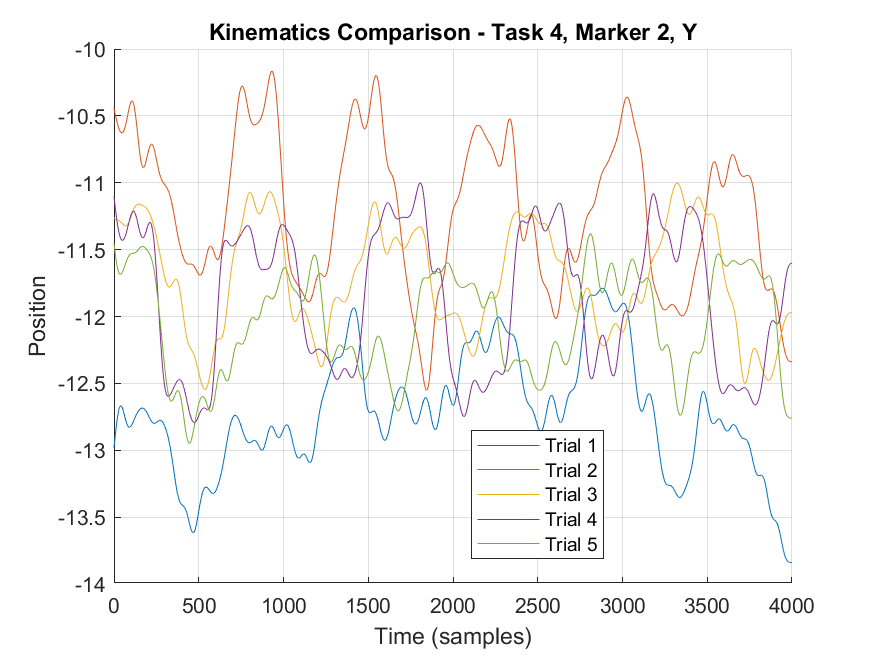 Kinematics Comparison - Task 4, Marker 2, Y
-10
-10.5
-11
-11.5
-12
-12.5
-13
-13.5
-14
Position
Trial 1
Trial 2
Trial 3
Trial 4
Trial 5
0 500 1000 1500 2000 2500 3000 3500 4000
Time (samples)